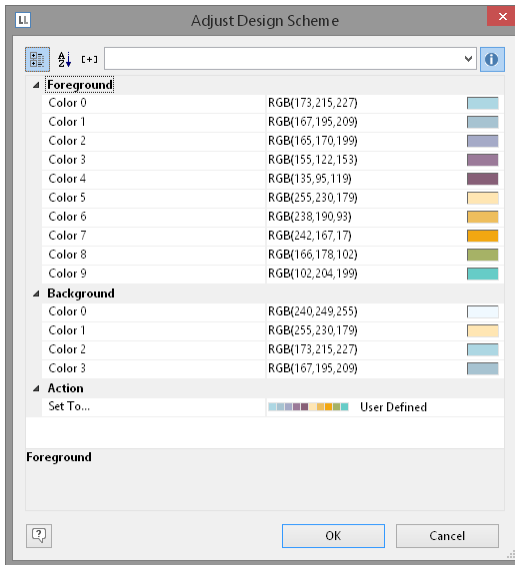 LL Adjust Design Scheme ×
A Z [+] i
Foreground
Color 0 RGB(173,215,227)
Color 1 RGB(167,195,209)
Color 2 RGB(165,170,199)
Color 3 RGB(155,122,153)
Color 4 RGB(135,95,119)
Color 5 RGB(255,230,179)
Color 6 RGB(238,190,93)
Color 7 RGB(242,167,17)
Color 8 RGB(166,178,102)
Color 9 RGB(102,204,199)
Background
Color 0 RGB(240,249,255)
Color 1 RGB(255,230,179)
Color 2 RGB(173,215,227)
Color 3 RGB(167,195,209)
Action
Set To... User Defined
Foreground
? OK Cancel